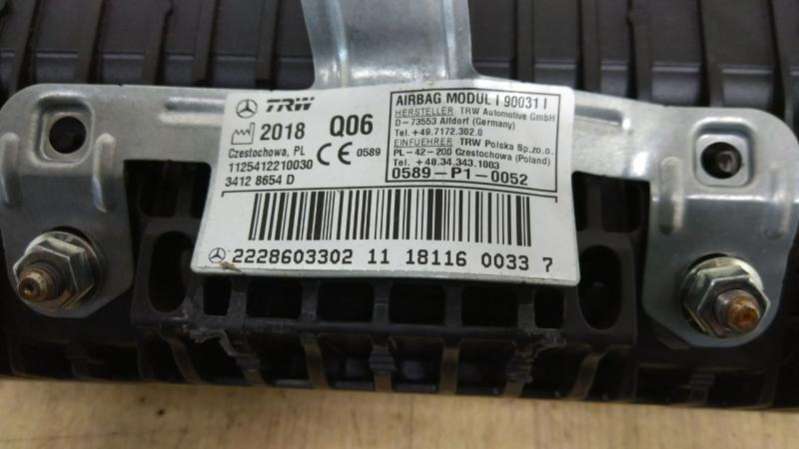 TRW
2018 Q06
Czestochowa, PL
CE 0589
1125412210030
3412 8654 D
AIRBAG MODUL I 90031 I
HERSTELLER TRW Automotive GmbH
D-73553 Alfdorf (Germany)
Tel. +49.7172.302.0
EINFUEHRER TRW Polska Sp.zo.o.
PL-42-200 Czestochowa (Poland)
Tel. +48.34.343.1003
0589-P1-0052
2228603302 11 18116 0033 7